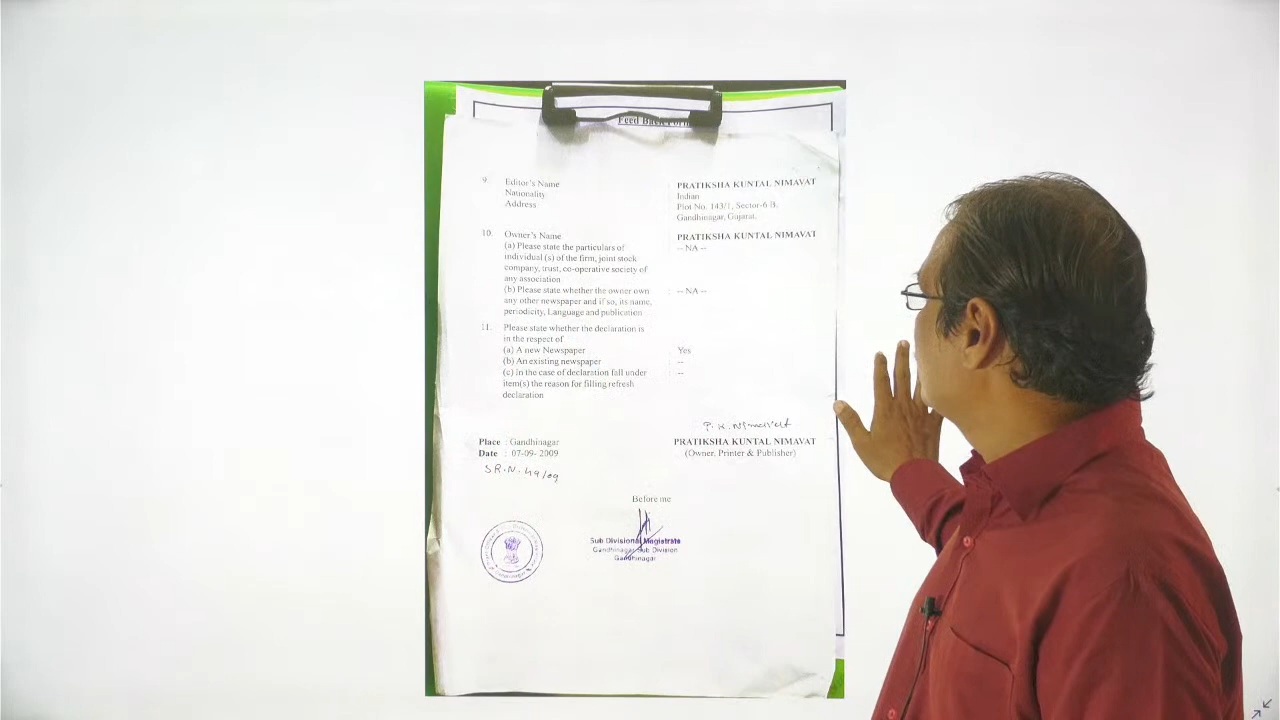 Feed Back Form
9. Editor's Name : PRATIKSHA KUNTAL NIMAVAT
Nationality Indian
Address Plot No. 143/1, Sector-6 B,
Gandhinagar, Gujarat.
10. Owner's Name : PRATIKSHA KUNTAL NIMAVAT
(a) Please state the particulars of : -- NA --
individual (s) of the firm, joint stock
company, trust, co-operative society of
any association
(b) Please state whether the owner own : -- NA --
any other newspaper and if so, its name,
periodicity, Language and publication
11. Please state whether the declaration is
in the respect of
(a) A new Newspaper : Yes
(b) An existing newspaper : --
(c) In the case of declaration fall under : --
item(s) the reason for filling refresh
declaration
P. K. Nimavat
Place : Gandhinagar PRATIKSHA KUNTAL NIMAVAT
Date : 07-09- 2009 (Owner, Printer & Publisher)
SR.N. 49/09
Before me
Sub Divisional Magistrate
Gandhinagar Sub Division
Gandhinagar